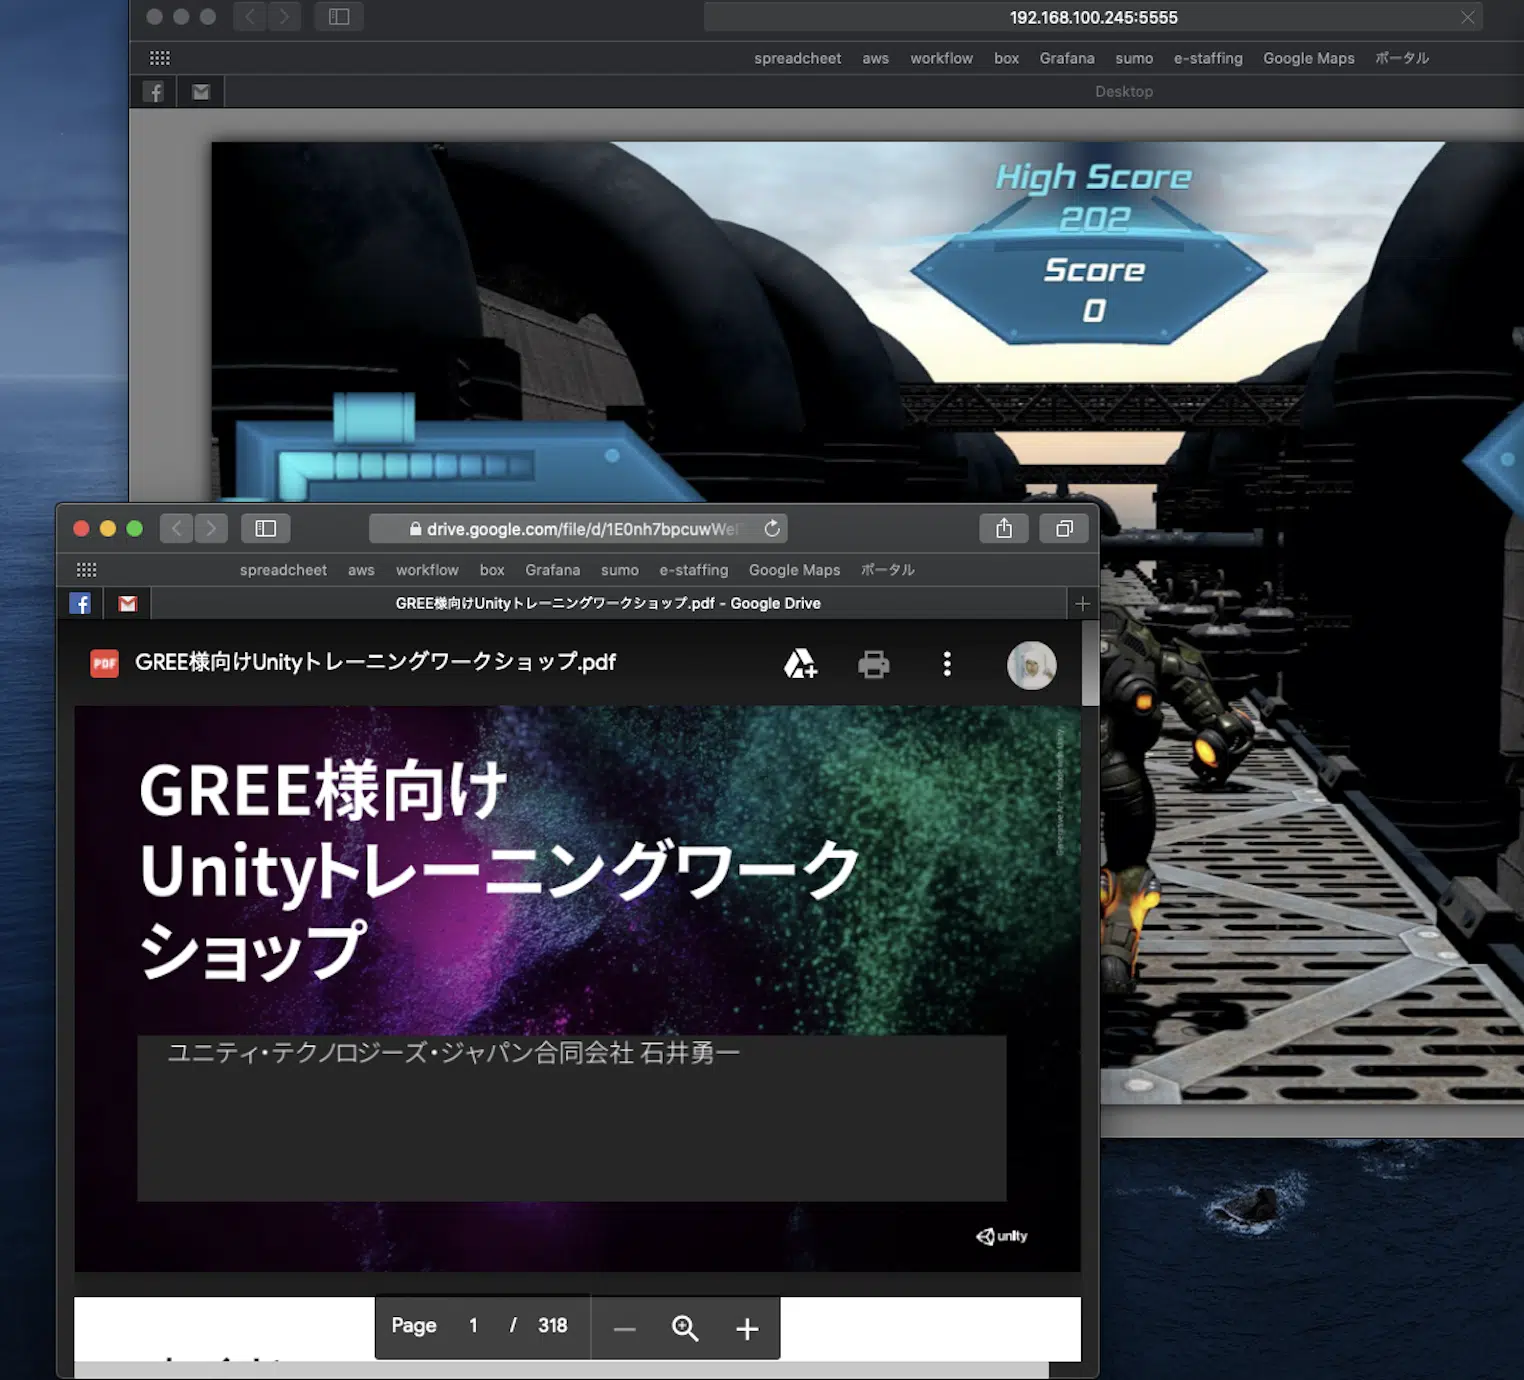 192.168.100.245:5555
spreadcheet aws workflow box Grafana sumo e-staffing Google Maps ポータル
Desktop
High Score
202
Score
0
drive.google.com/file/d/1E0nh7bpcuwWel
spreadcheet aws workflow box Grafana sumo e-staffing Google Maps ポータル
GREE様向けUnityトレーニングワークショップ.pdf - Google Drive
PDF GREE様向けUnityトレーニングワークショップ.pdf
GREE様向け
Unityトレーニングワーク
ショップ
ユニティ・テクノロジーズ・ジャパン合同会社 石井勇一
unity
Page 1 / 318